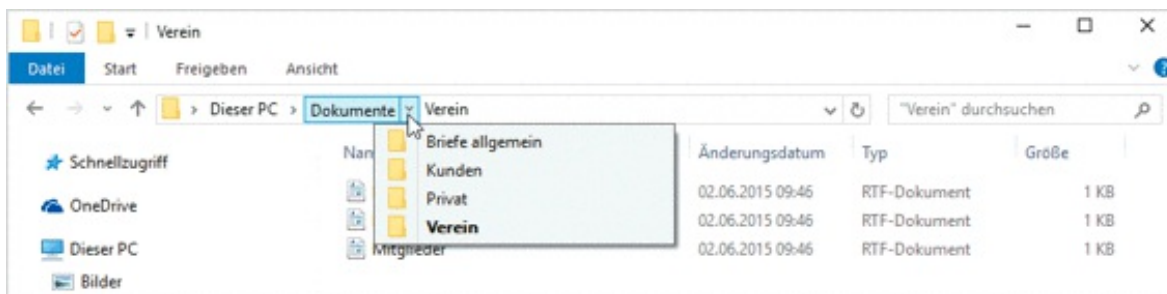 Verein
Datei Start Freigeben Ansicht
Dieser PC Dokumente Verein "Verein" durchsuchen
Nan Änderungsdatum Typ Größe
Briefe allgemein
Schnellzugriff
Kunden
02.06.2015 09:46 RTF-Dokument 1 KB
OneDrive
Privat
02.06.2015 09:46 RTF-Dokument 1 KB
Verein
Dieser PC Mitglieder 02.06.2015 09:46 RTF-Dokument 1 KB
Bilder